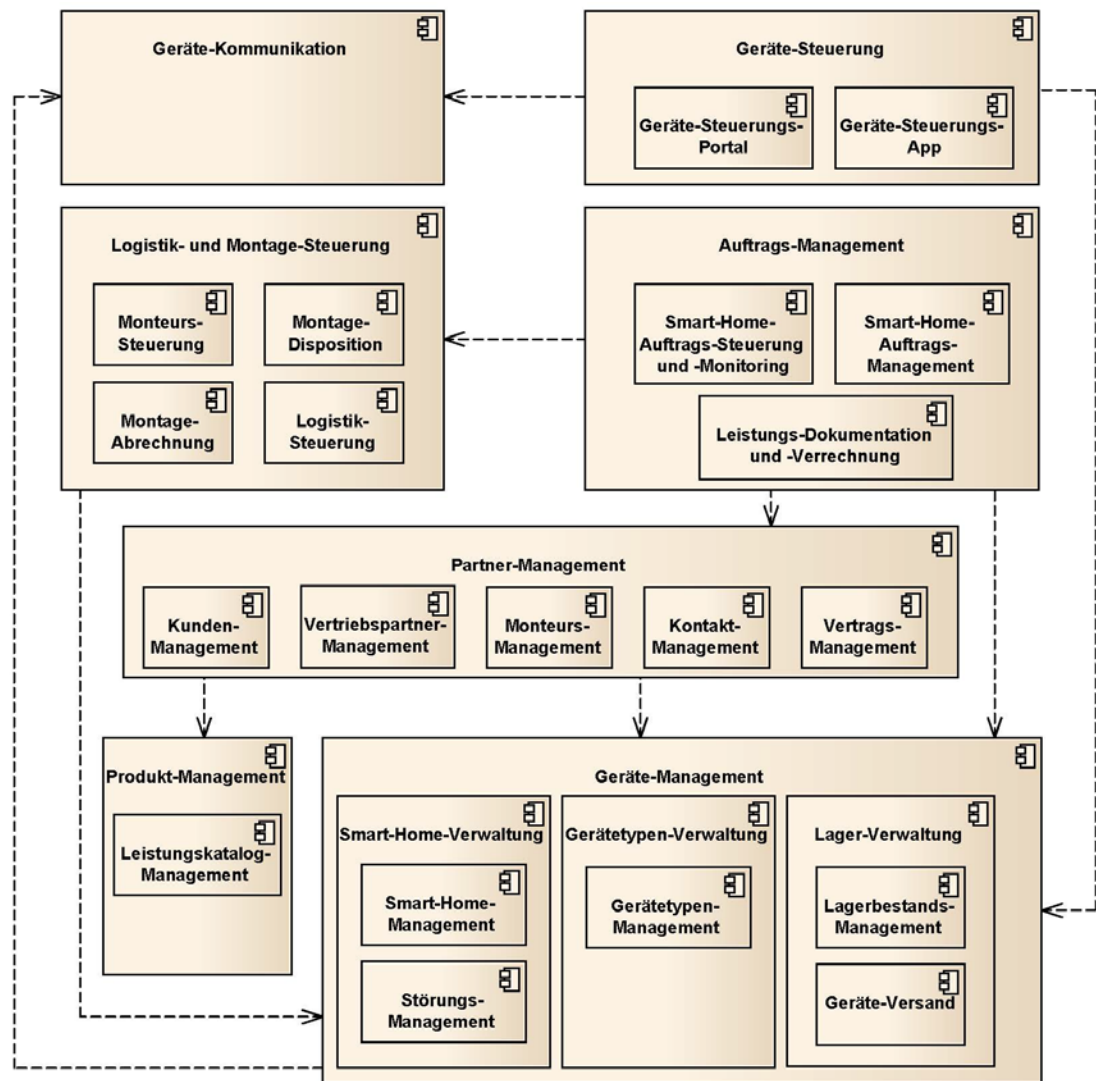 Geräte-Kommunikation
Geräte-Steuerung
Geräte-Steuerungs-
Portal
Geräte-Steuerungs-
App
Logistik- und Montage-Steuerung
Monteurs-
Steuerung
Montage-
Disposition
Montage-
Abrechnung
Logistik-
Steuerung
Auftrags-Management
Smart-Home-
Auftrags-Steuerung
und -Monitoring
Smart-Home-
Auftrags-
Management
Leistungs-Dokumentation
und -Verrechnung
Partner-Management
Kunden-
Management
Vertriebspartner-
Management
Monteurs-
Management
Kontakt-
Management
Vertrags-
Management
Produkt-Management
Leistungskatalog-
Management
Geräte-Management
Smart-Home-Verwaltung
Smart-Home-
Management
Störungs-
Management
Gerätetypen-Verwaltung
Gerätetypen-
Management
Lager-Verwaltung
Lagerbestands-
Management
Geräte-Versand